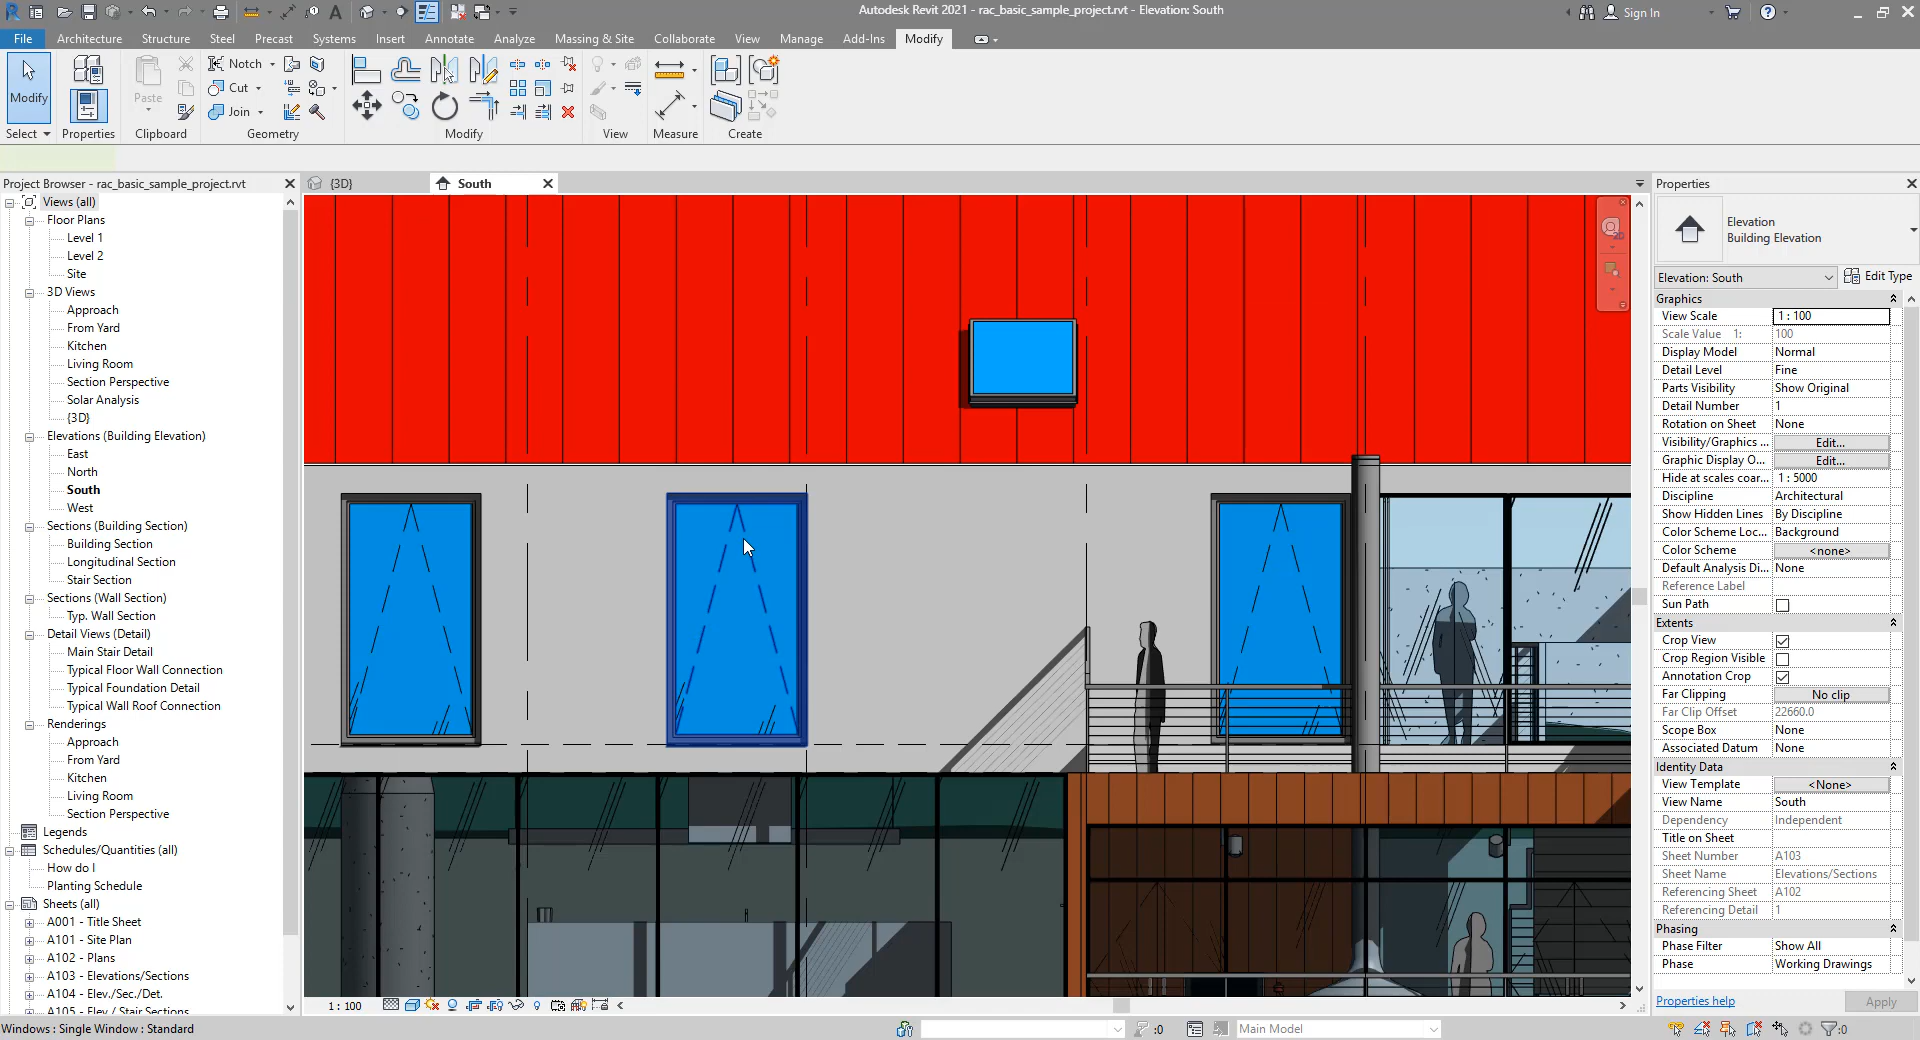 Autodesk Revit 2021 - rac_basic_sample_project.rvt - Elevation: South
Sign In
File Architecture Structure Steel Precast Systems Insert Annotate Analyze Massing & Site Collaborate View Manage Add-Ins Modify
Modify
Paste
Notch
Cut
Join
Select Properties Clipboard Geometry Modify View Measure Create
Project Browser - rac_basic_sample_project.rvt
Views (all)
Floor Plans
Level 1
Level 2
Site
3D Views
Approach
From Yard
Kitchen
Living Room
Section Perspective
Solar Analysis
{3D}
Elevations (Building Elevation)
East
North
South
West
Sections (Building Section)
Building Section
Longitudinal Section
Stair Section
Sections (Wall Section)
Typ. Wall Section
Detail Views (Detail)
Main Stair Detail
Typical Floor Wall Connection
Typical Foundation Detail
Typical Wall Roof Connection
Renderings
Approach
From Yard
Kitchen
Living Room
Section Perspective
Legends
Schedules/Quantities (all)
How do I
Planting Schedule
Sheets (all)
A001 - Title Sheet
A101 - Site Plan
A102 - Plans
A103 - Elevations/Sections
A104 - Elev./Sec./Det.
A105 - Elev./ Stair Sections
{3D}
South
2D
1 : 100
Properties
Elevation
Building Elevation
Elevation: South Edit Type
Graphics
View Scale 1 : 100
Scale Value 1: 100
Display Model Normal
Detail Level Fine
Parts Visibility Show Original
Detail Number 1
Rotation on Sheet None
Visibility/Graphics ... Edit...
Graphic Display O... Edit...
Hide at scales coar... 1 : 5000
Discipline Architectural
Show Hidden Lines By Discipline
Color Scheme Loc... Background
Color Scheme <none>
Default Analysis Di... None
Reference Label
Sun Path
Extents
Crop View
Crop Region Visible
Annotation Crop
Far Clipping No clip
Far Clip Offset 22660.0
Scope Box None
Associated Datum None
Identity Data
View Template <None>
View Name South
Dependency Independent
Title on Sheet
Sheet Number A103
Sheet Name Elevations/Sections
Referencing Sheet A102
Referencing Detail 1
Phasing
Phase Filter Show All
Phase Working Drawings
Properties help Apply
Windows : Single Window : Standard
:0
Main Model
:0